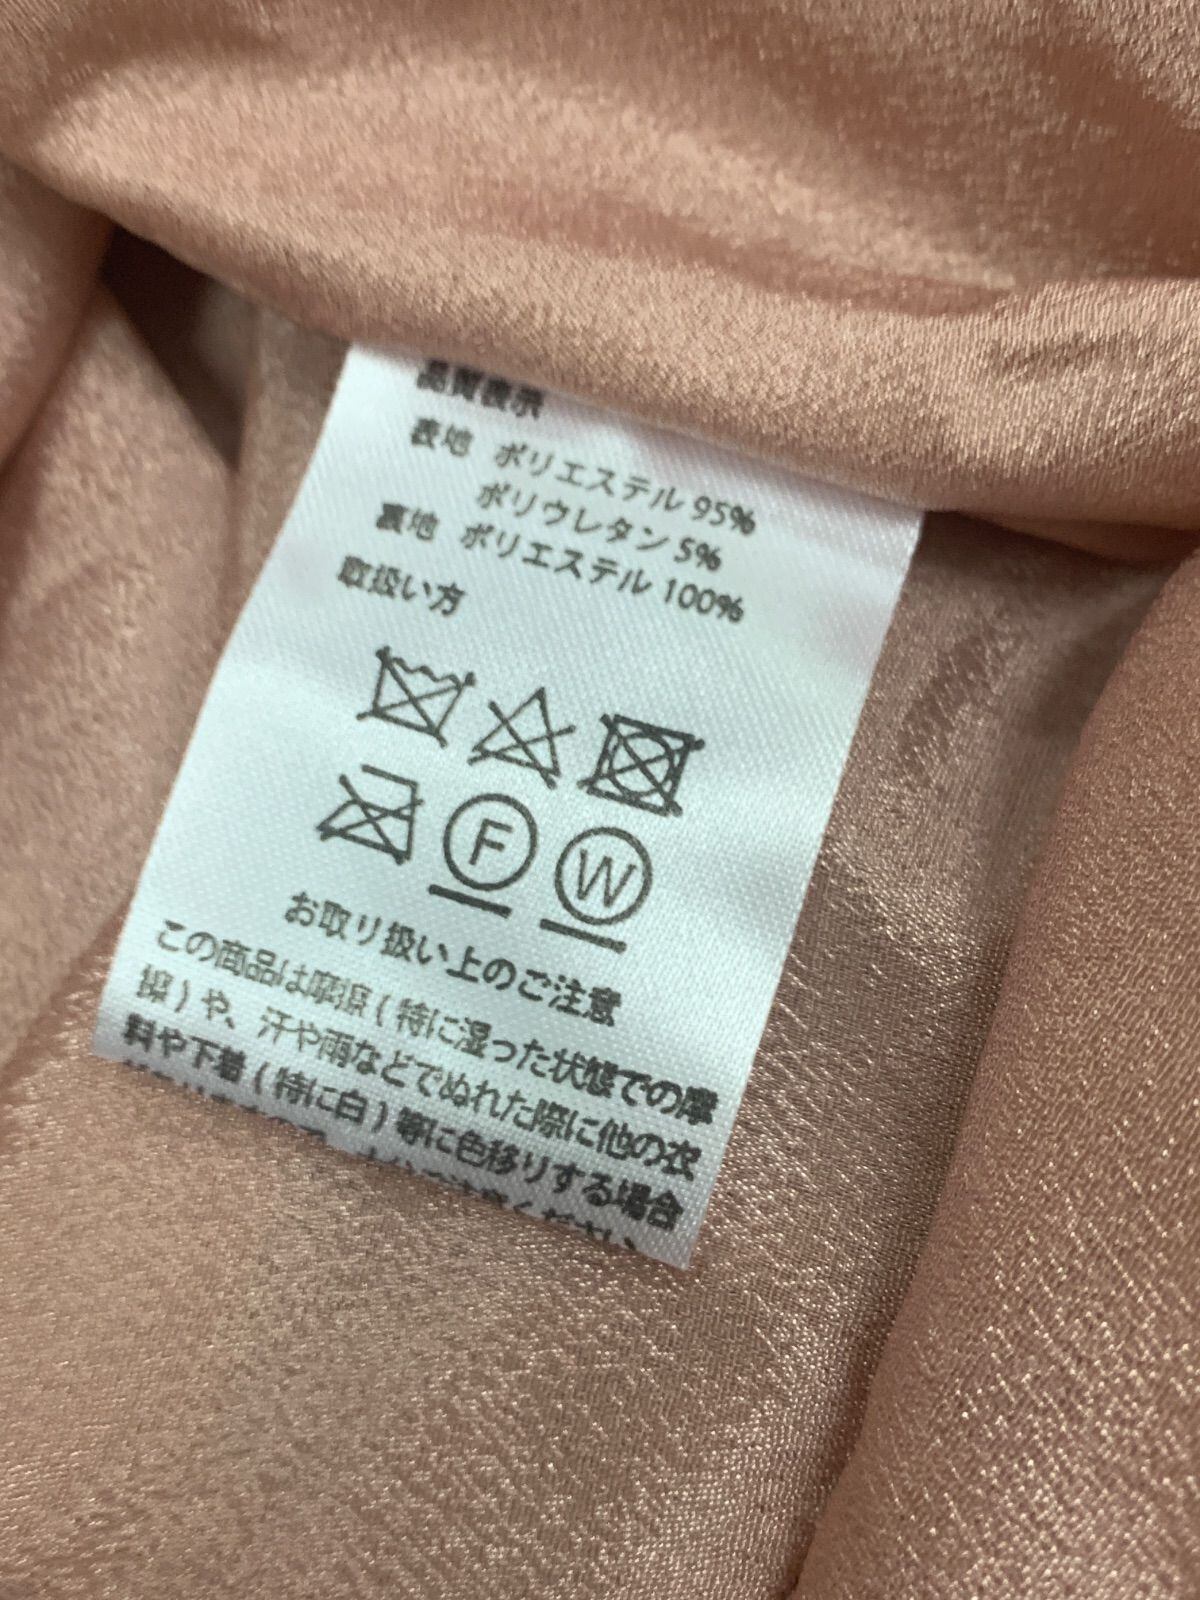 品質表示
表地 ポリエステル 95%
ポリウレタン 5%
裏地 ポリエステル 100%
取扱い方
F W
お取り扱い上のご注意
この商品は摩擦(特に湿った状態での摩
擦)や、汗や雨などでぬれた際に他の衣
料や下着(特に白)等に色移りする場合
ください